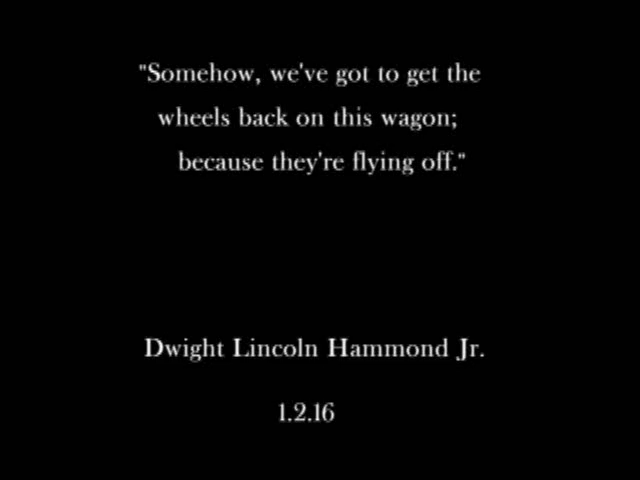 "Somehow, we've got to get the
wheels back on this wagon;
because they're flying off."
Dwight Lincoln Hammond Jr.
1.2.16